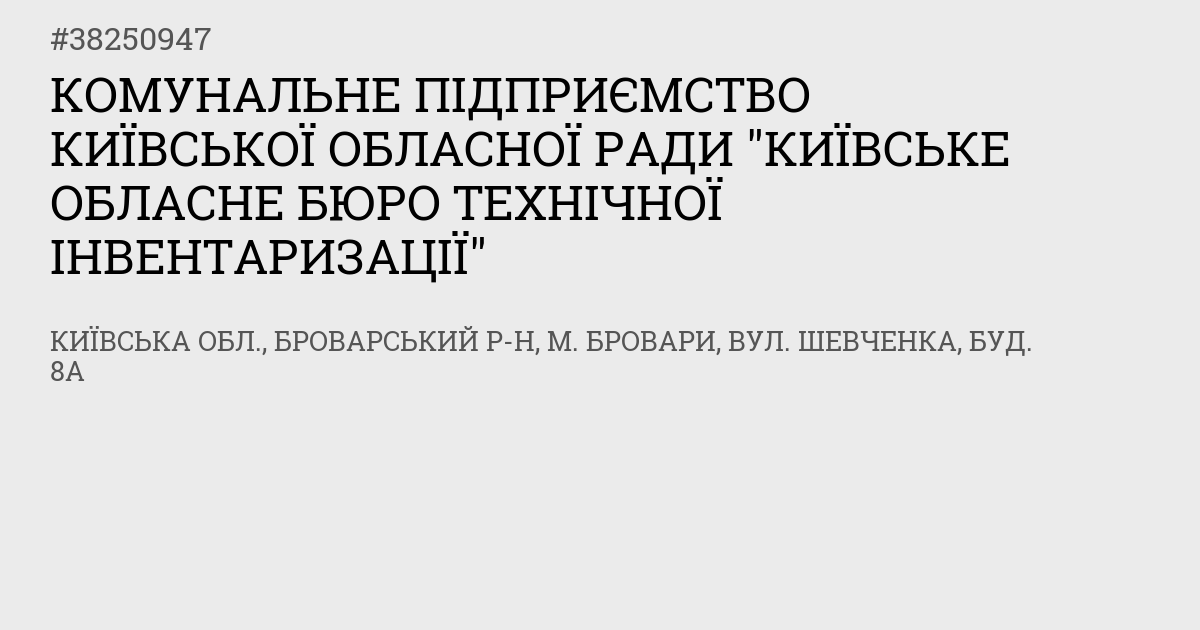 #38250947
КОМУНАЛЬНЕ ПІДПРИЄМСТВО
КИЇВСЬКОЇ ОБЛАСНОЇ РАДИ "КИЇВСЬКЕ
ОБЛАСНЕ БЮРО ТЕХНІЧНОЇ
ІНВЕНТАРИЗАЦІЇ"
КИЇВСЬКА ОБЛ., БРОВАРСЬКИЙ Р-Н, М. БРОВАРИ, ВУЛ. ШЕВЧЕНКА, БУД.
8А